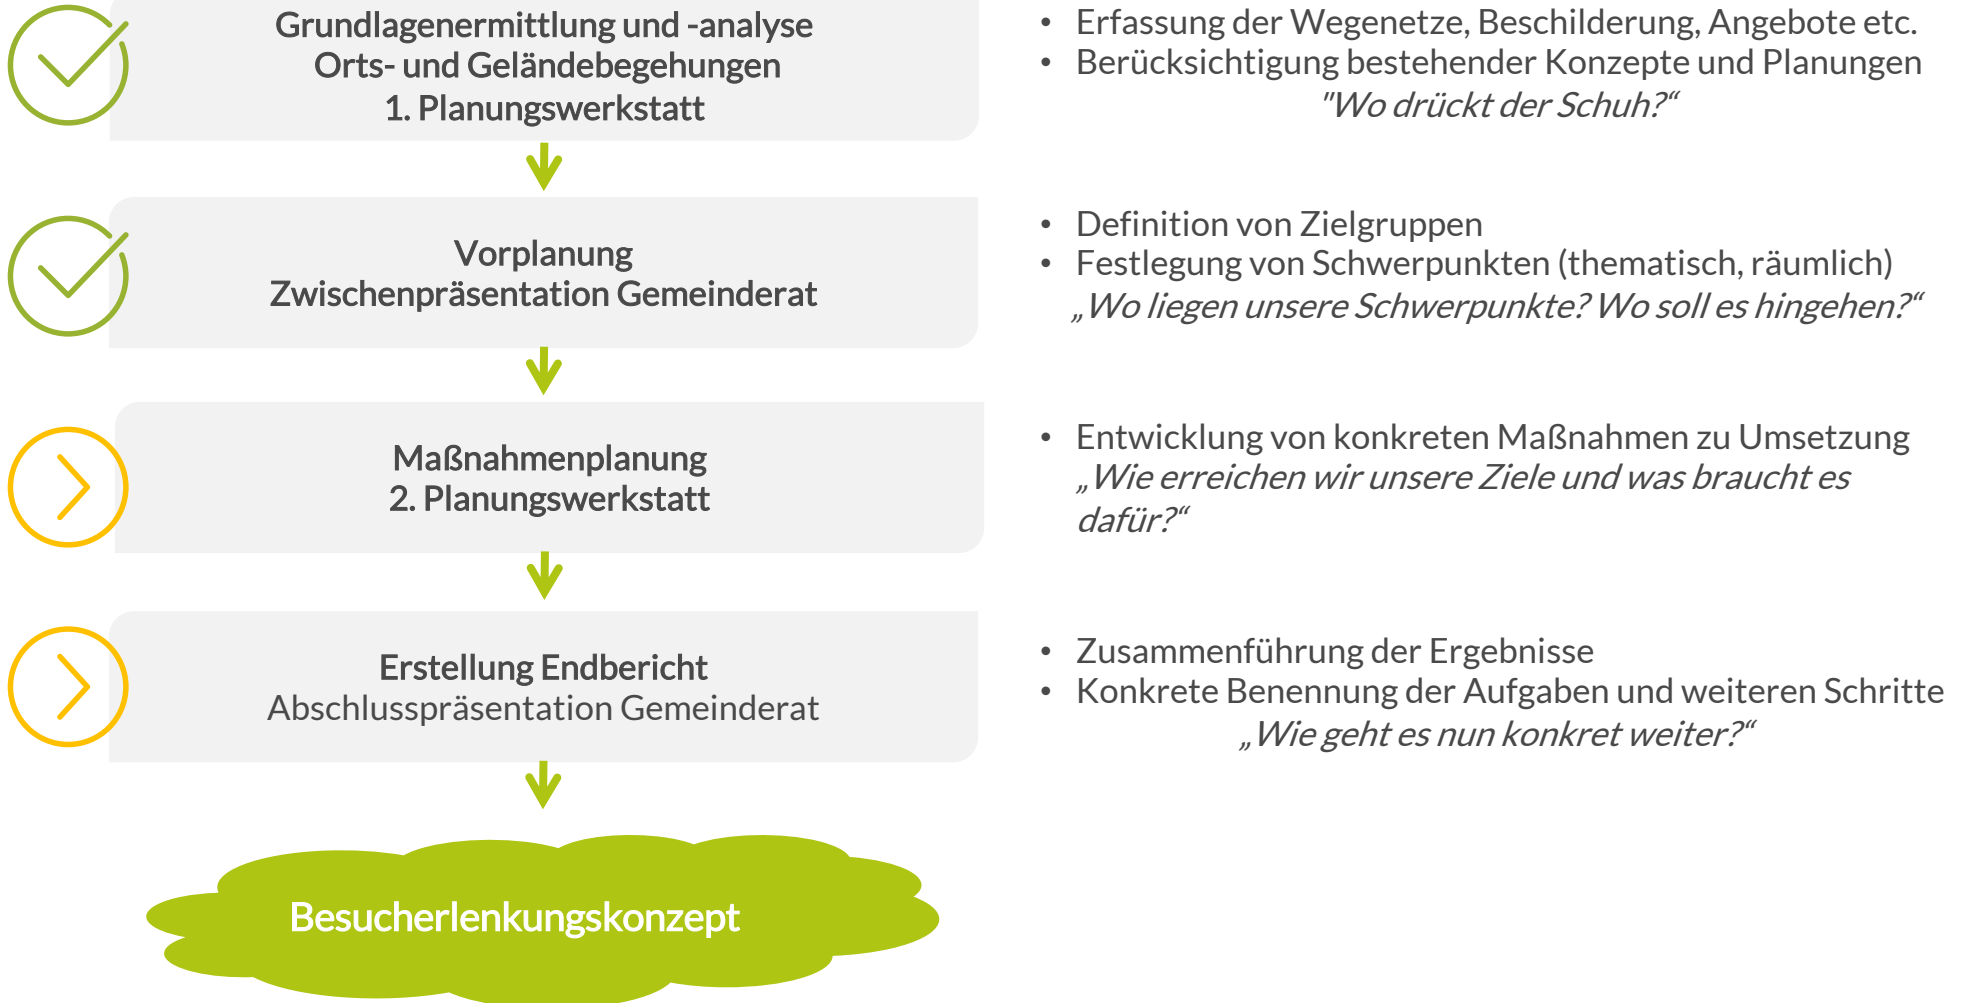 Grundlagenermittlung und -analyse
Orts- und Geländebegehungen
1. Planungswerkstatt
• Erfassung der Wegenetze, Beschilderung, Angebote etc.
• Berücksichtigung bestehender Konzepte und Planungen
"Wo drückt der Schuh?“
Vorplanung
Zwischenpräsentation Gemeinderat
• Definition von Zielgruppen
• Festlegung von Schwerpunkten (thematisch, räumlich)
„Wo liegen unsere Schwerpunkte? Wo soll es hingehen?“
Maßnahmenplanung
2. Planungswerkstatt
• Entwicklung von konkreten Maßnahmen zu Umsetzung
„Wie erreichen wir unsere Ziele und was braucht es
dafür?“
Erstellung Endbericht
Abschlusspräsentation Gemeinderat
• Zusammenführung der Ergebnisse
• Konkrete Benennung der Aufgaben und weiteren Schritte
„Wie geht es nun konkret weiter?“
Besucherlenkungskonzept